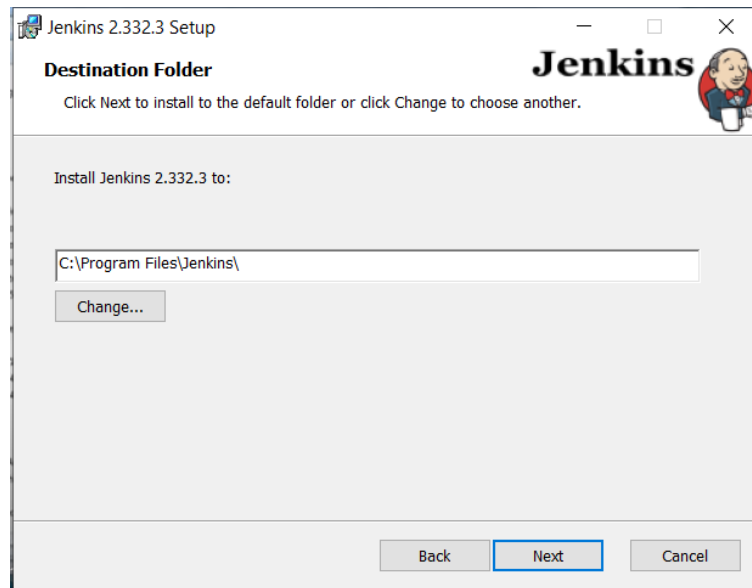 Jenkins 2.332.3 Setup
Destination Folder
Jenkins
Click Next to install to the default folder or click Change to choose another.
Install Jenkins 2.332.3 to:
C:\Program Files\Jenkins\
Change...
Back
Next
Cancel